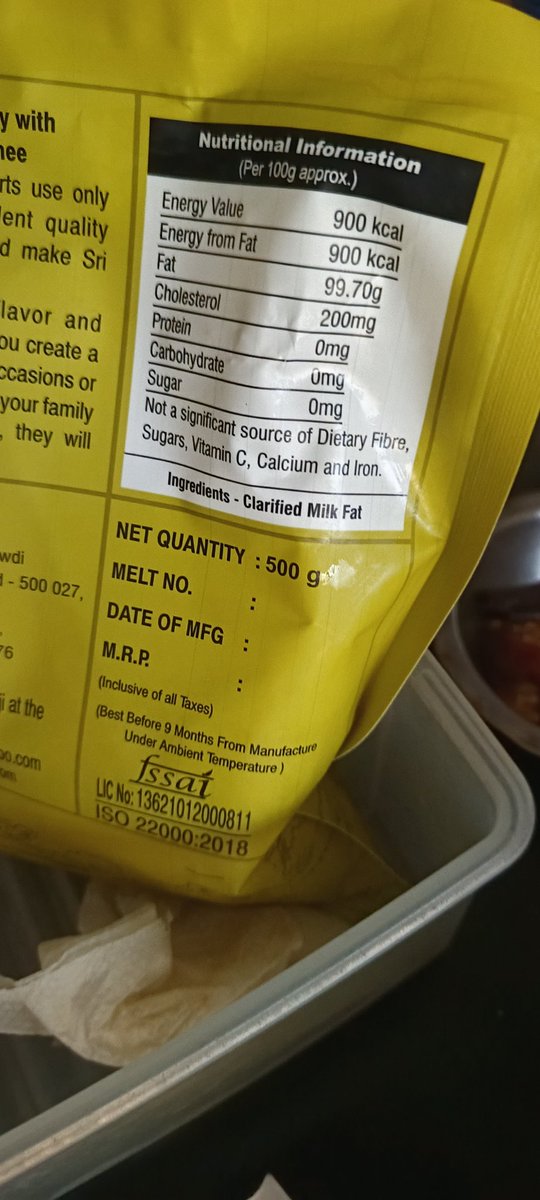 y with
nee
rts use only
lent quality
d make Sri
lavor and
ou create a
ccasions or
your family
, they will
wdi
- 500 027,
76
ji at the
oo.com
om
Nutritional Information
(Per 100g approx.)
Energy Value 900 kcal
Energy from Fat 900 kcal
Fat 99.70g
Cholesterol 200mg
Protein 0mg
Carbohydrate 0mg
Sugar 0mg
Not a significant source of Dietary Fibre,
Sugars, Vitamin C, Calcium and Iron.
Ingredients - Clarified Milk Fat
NET QUANTITY : 500 g
MELT NO. :
DATE OF MFG :
M.R.P. :
(Inclusive of all Taxes)
(Best Before 9 Months From Manufacture
Under Ambient Temperature )
fssai
LIC No: 13621012000811
ISO 22000:2018